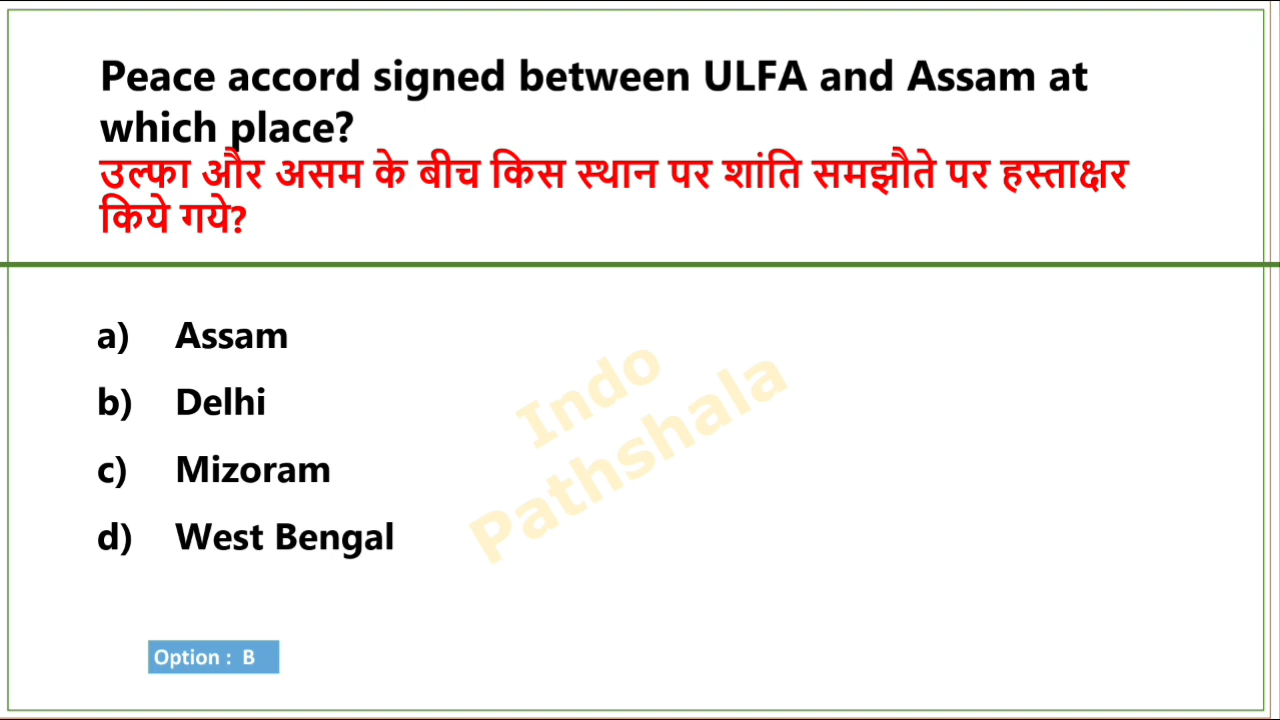 Peace accord signed between ULFA and Assam at
which place?
उल्फा और असम के बीच किस स्थान पर शांति समझौते पर हस्ताक्षर
किये गये?
a) Assam
b) Delhi
c) Mizoram
d) West Bengal
Indo
Pathshala
Option : B